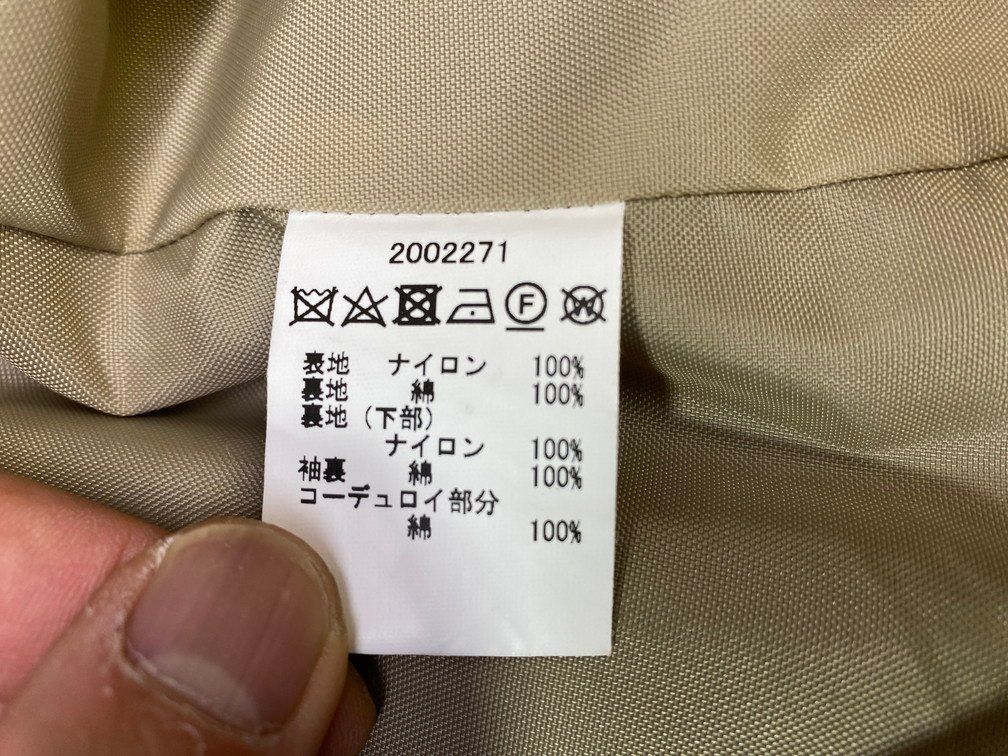 2002271
F W
表地 ナイロン 100%
裏地 綿 100%
裏地（下部）
ナイロン 100%
袖裏 綿 100%
コーデュロイ部分
綿 100%